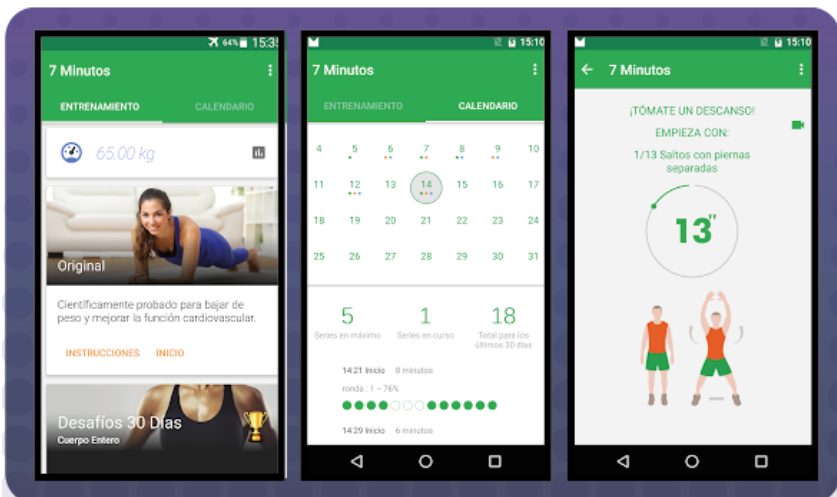 64% 15:35
7 Minutos
ENTRENAMIENTO CALENDARIO
65.00 kg
Original
Científicamente probado para bajar de
peso y mejorar la función cardiovascular.
INSTRUCCIONES INICIO
Desafíos 30 Días
Cuerpo Entero
15:10
7 Minutos
ENTRENAMIENTO CALENDARIO
4 5 6 7 8 9 10
11 12 13 14 15 16 17
18 19 20 21 22 23 24
25 26 27 28 29 30 31
5 1 18
Series en máximo Series en curso Total para los
últimos 30 días
14:21 Inicio 8 minutos
ronda : 1 – 76%
14:29 Inicio 6 minutos
15:10
7 Minutos
¡TÓMATE UN DESCANSO!
EMPIEZA CON:
1/13 Saltos con piernas
separadas
13"